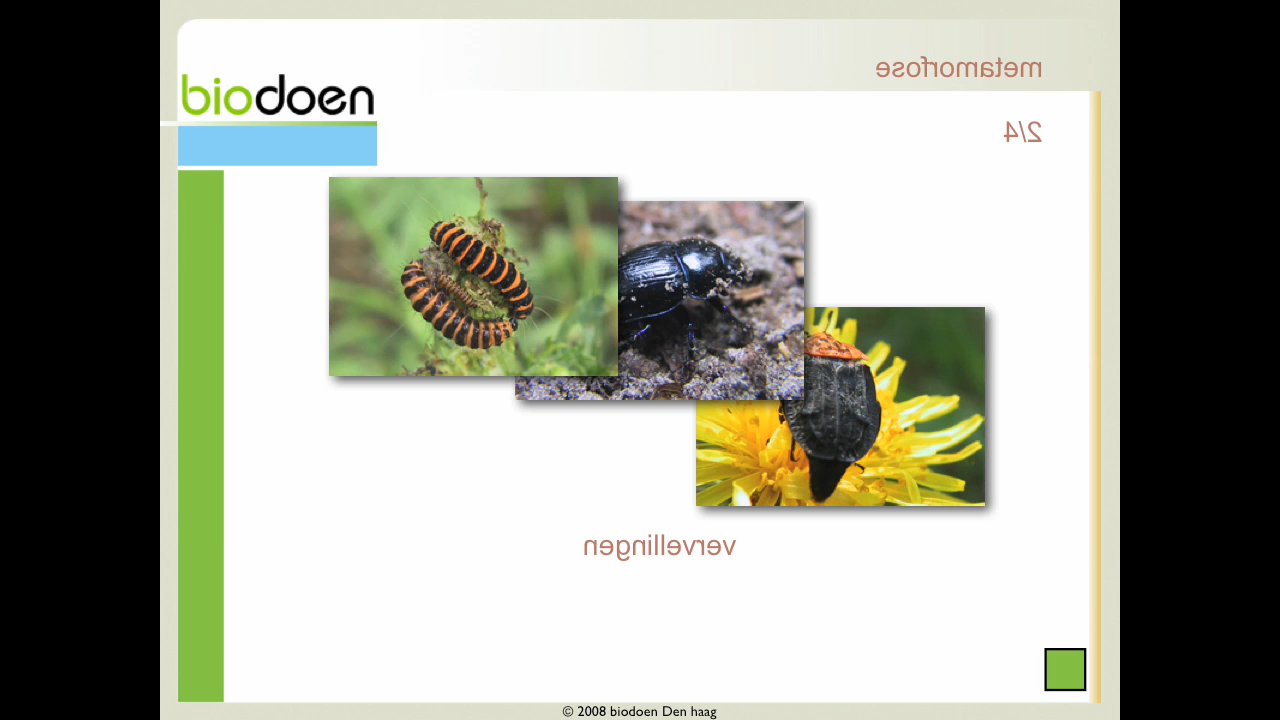 metamorfose
biodoen
2/4
vervellingen
© 2008 biodoen Den haag